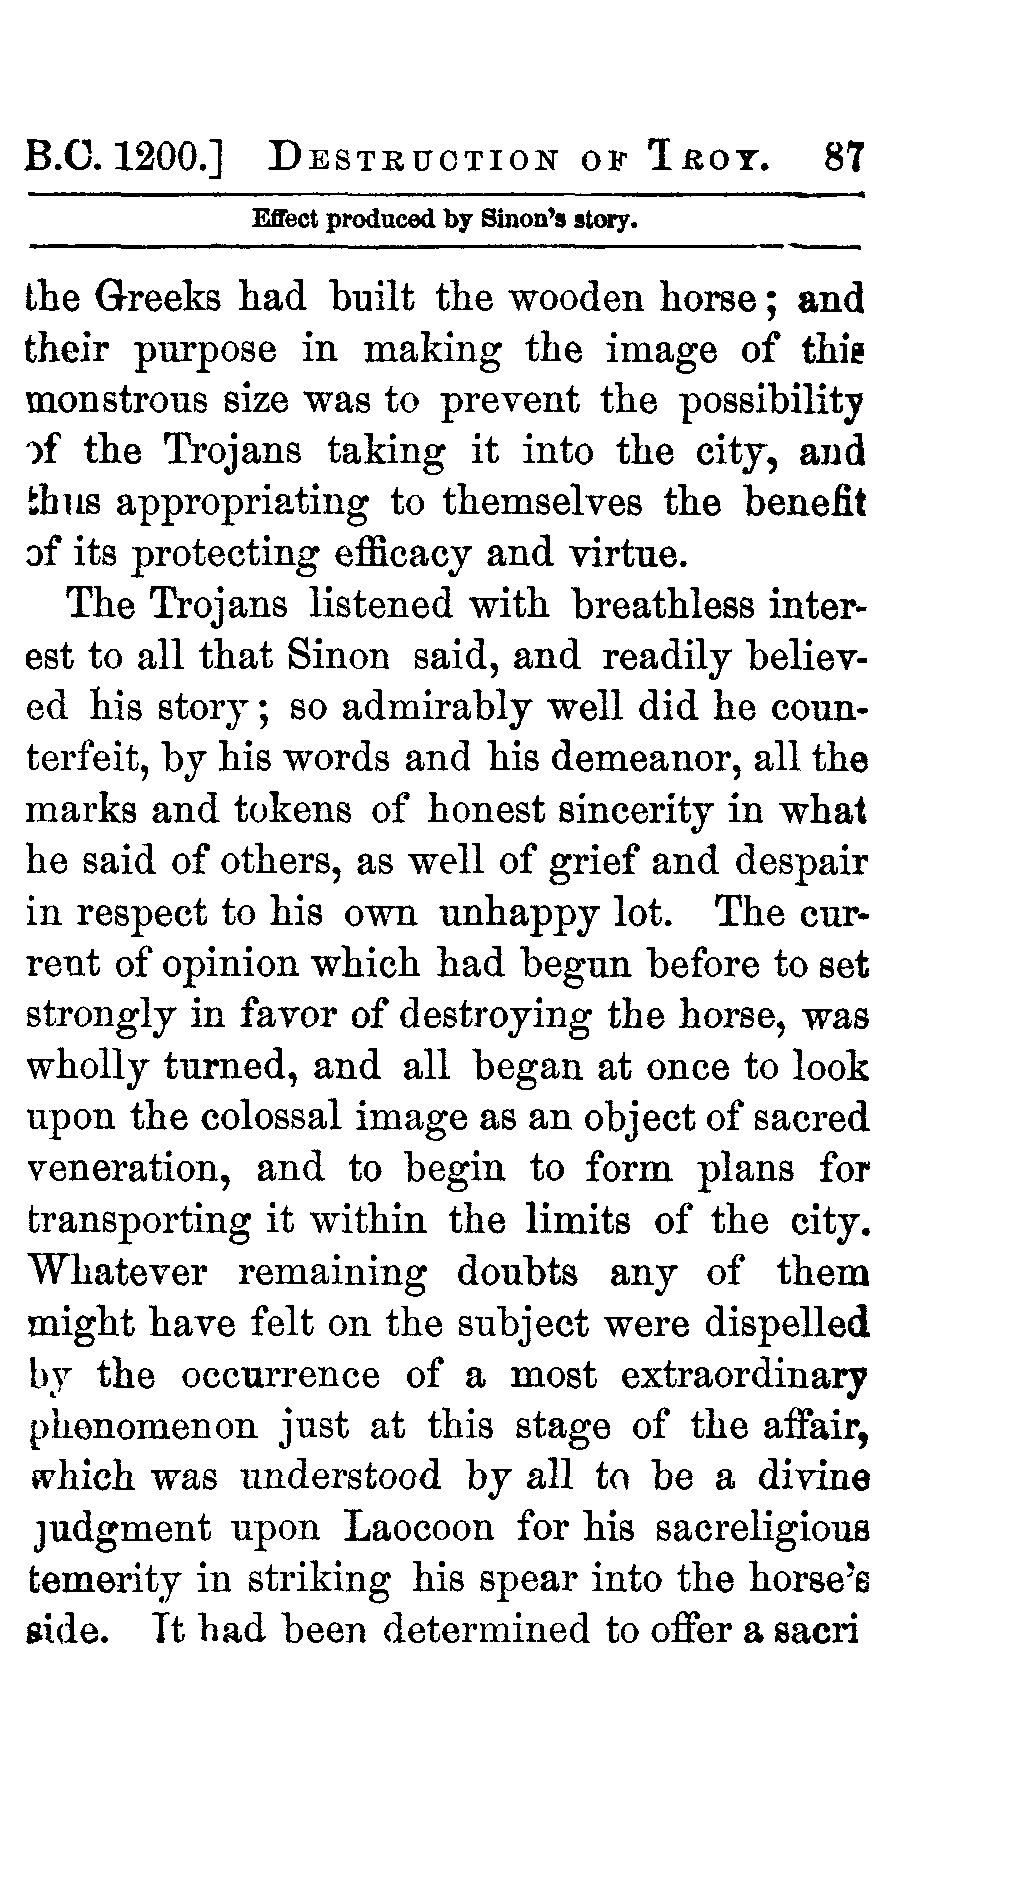 B.C. 1200.] Destruction of Troy. 87
Effect produced by Sinon's story.
the Greeks had built the wooden horse; and
their purpose in making the image of this
monstrous size was to prevent the possibility
of the Trojans taking it into the city, and
thus appropriating to themselves the benefit
of its protecting efficacy and virtue.
The Trojans listened with breathless inter-
est to all that Sinon said, and readily believ-
ed his story; so admirably well did he coun-
terfeit, by his words and his demeanor, all the
marks and tokens of honest sincerity in what
he said of others, as well of grief and despair
in respect to his own unhappy lot. The cur-
rent of opinion which had begun before to set
strongly in favor of destroying the horse, was
wholly turned, and all began at once to look
upon the colossal image as an object of sacred
veneration, and to begin to form plans for
transporting it within the limits of the city.
Whatever remaining doubts any of them
might have felt on the subject were dispelled
by the occurrence of a most extraordinary
phenomenon just at this stage of the affair,
which was understood by all to be a divine
judgment upon Laocoon for his sacreligious
temerity in striking his spear into the horse's
side. It had been determined to offer a sacri